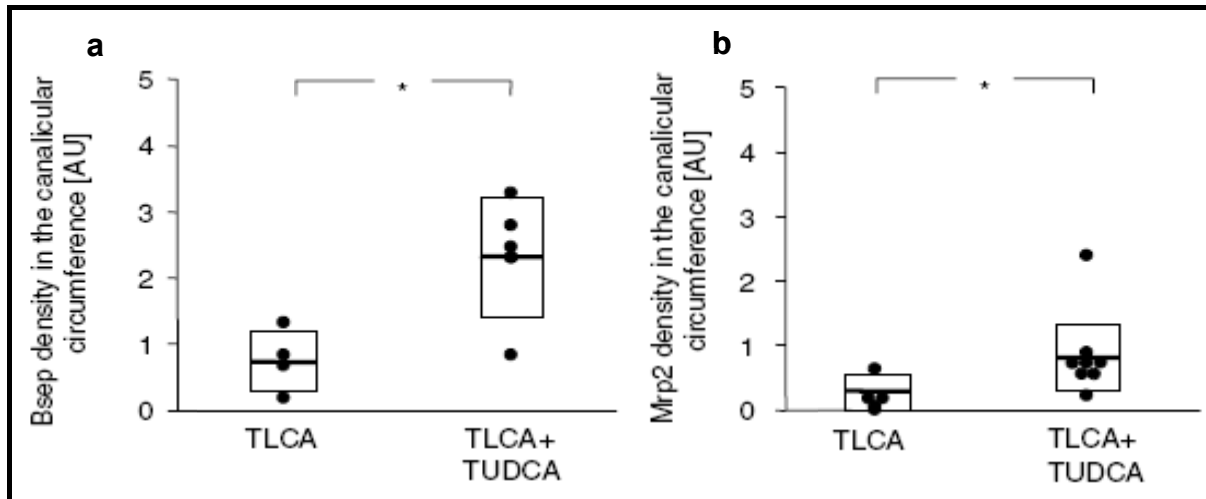 a
Bsep density in the canalicular
circumference [AU]
5
4
3
2
1
0
*
TLCA
TLCA+
TUDCA
b
Mrp2 density in the canalicular
circumference [AU]
5
4
3
2
1
0
*
TLCA
TLCA+
TUDCA